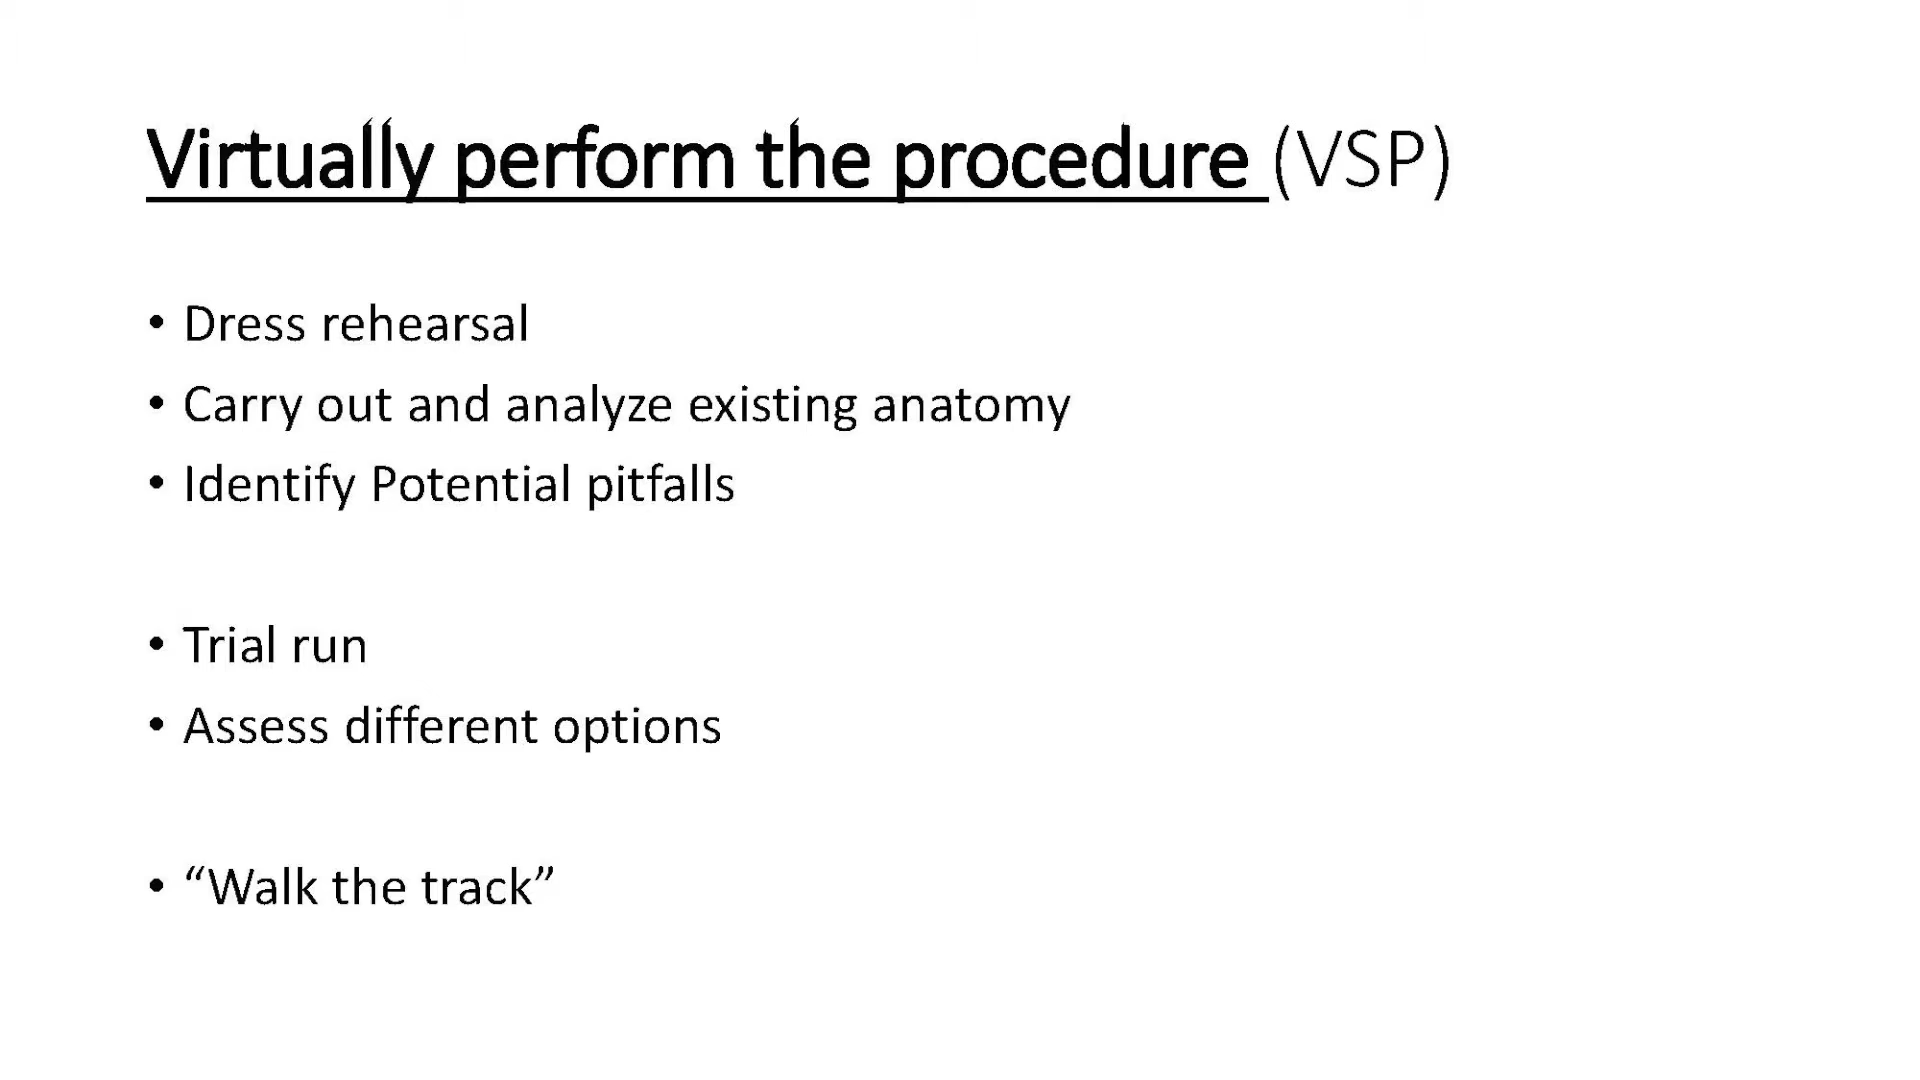 Virtually perform the procedure (VSP)
• Dress rehearsal
• Carry out and analyze existing anatomy
• Identify Potential pitfalls
• Trial run
• Assess different options
• “Walk the track”